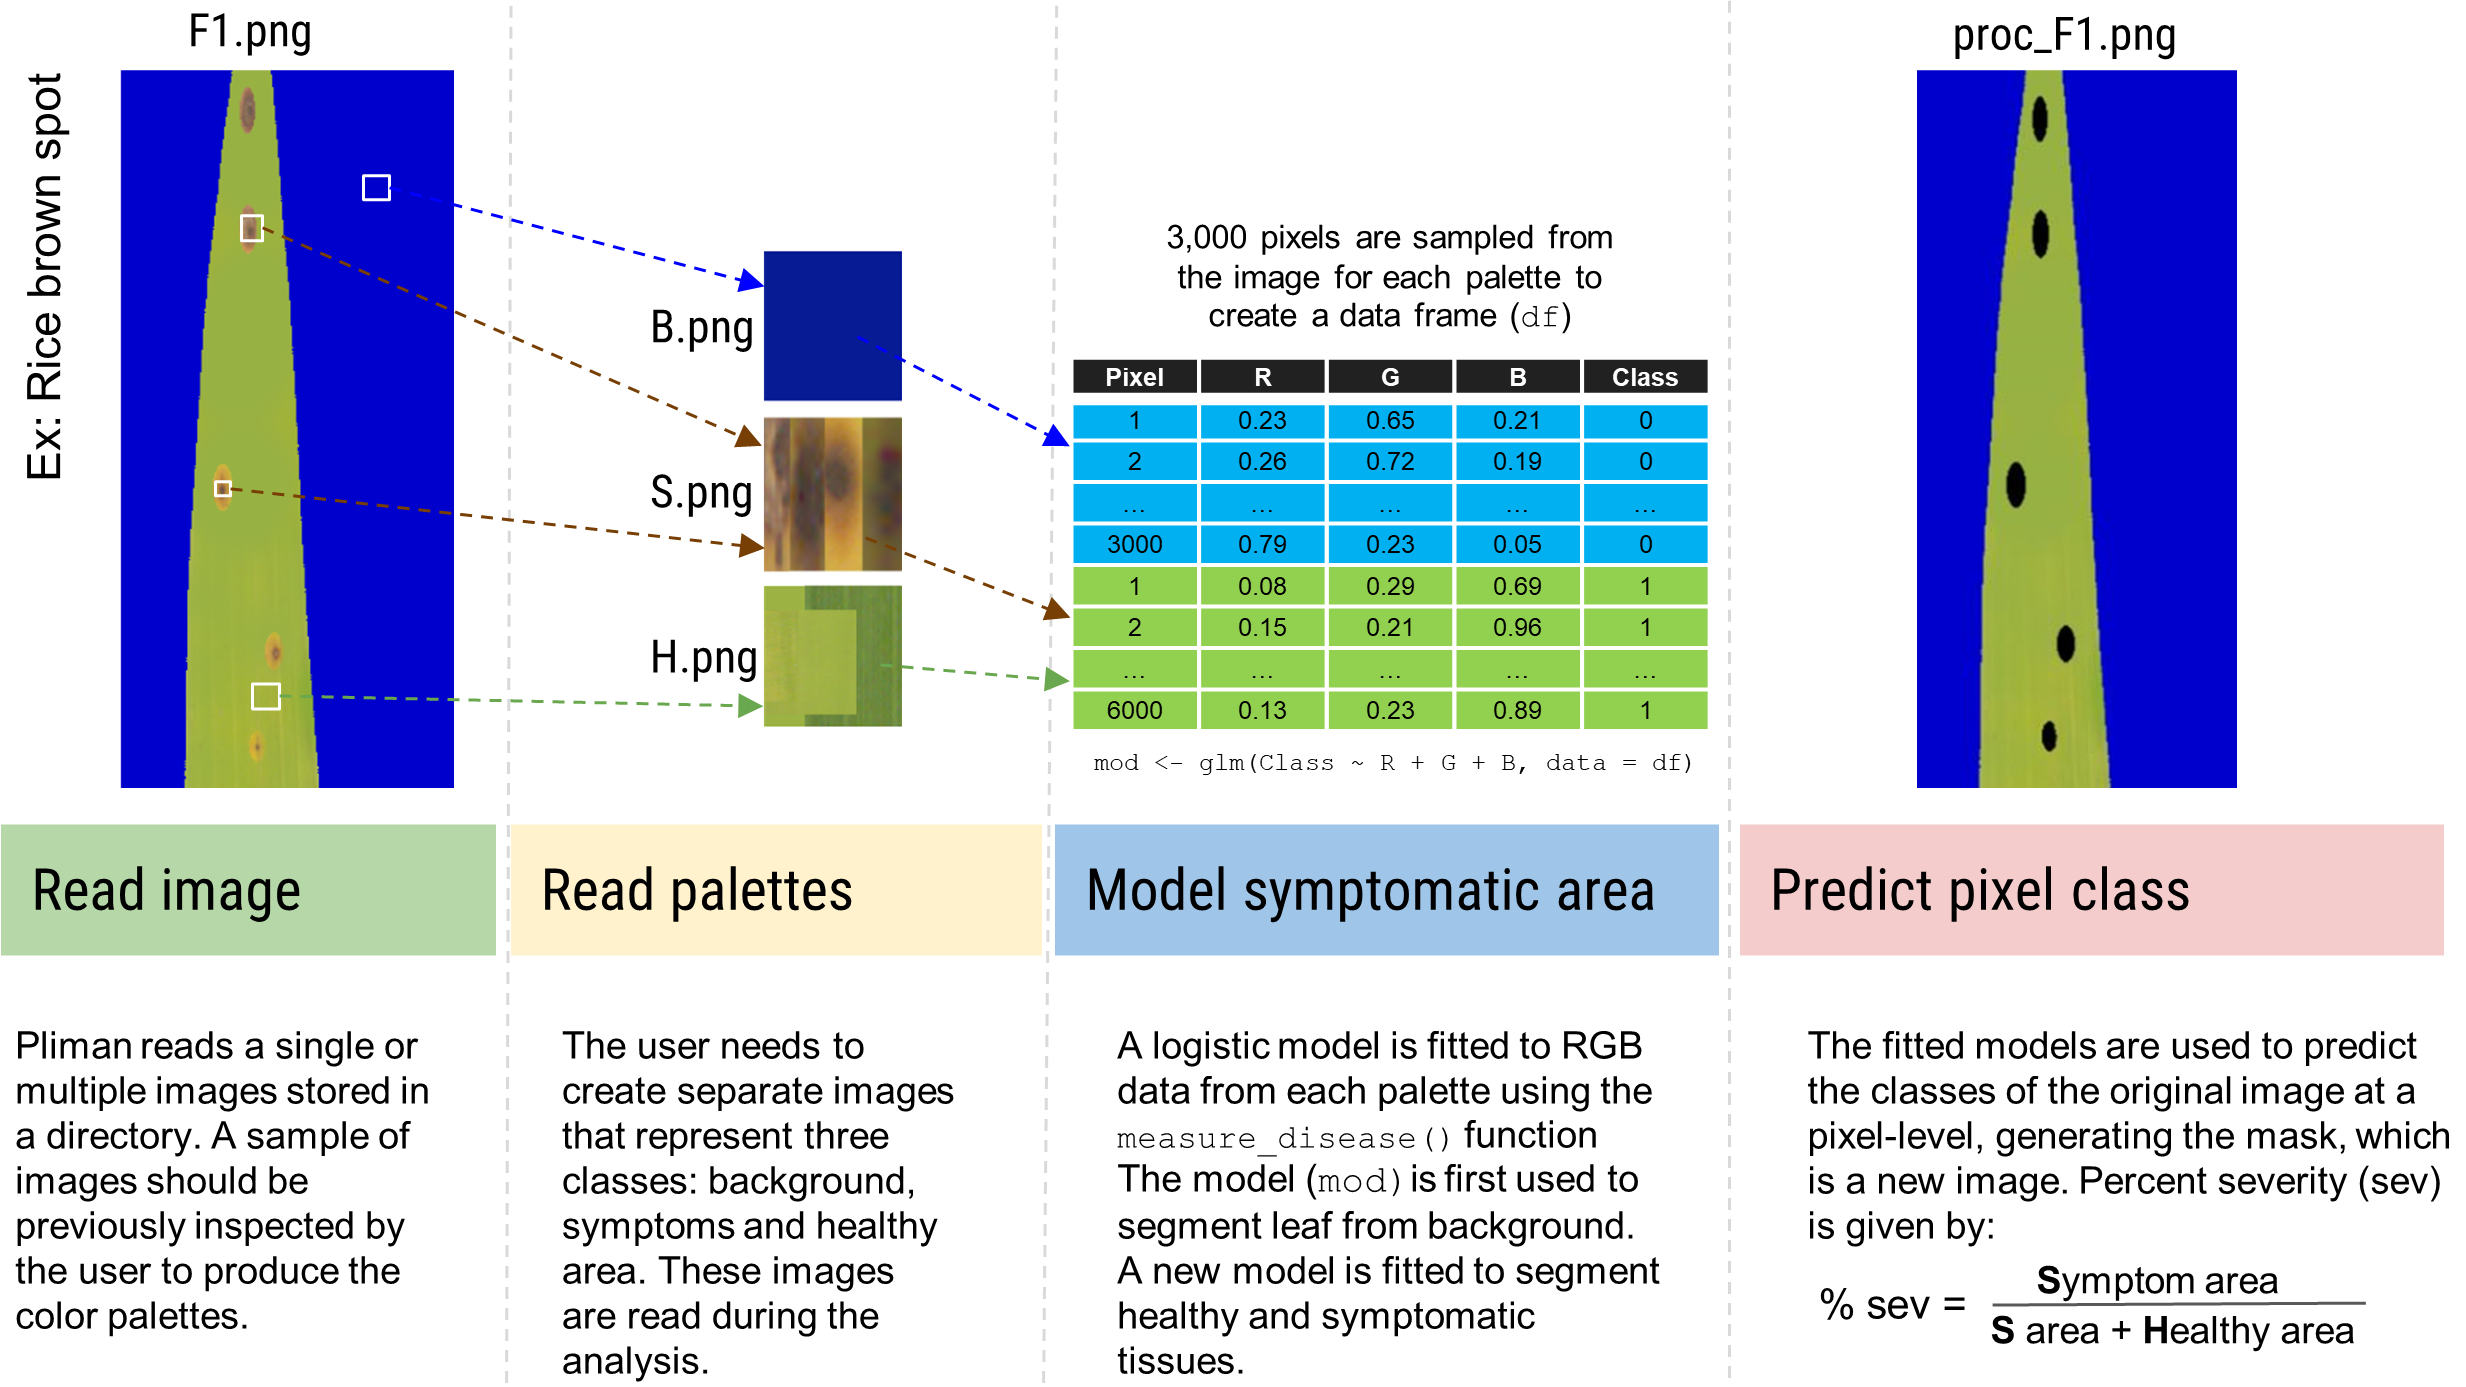 F1.png
Ex: Rice brown spot
B.png
S.png
H.png
3,000 pixels are sampled from
the image for each palette to
create a data frame (df)
Pixel R G B Class
1 0.23 0.65 0.21 0
2 0.26 0.72 0.19 0
... ... ... ... ...
3000 0.79 0.23 0.05 0
1 0.08 0.29 0.69 1
2 0.15 0.21 0.96 1
... ... ... ... ...
6000 0.13 0.23 0.89 1
mod <- glm(Class ~ R + G + B, data = df)
proc_F1.png
Read image
Pliman reads a single or
multiple images stored in
a directory. A sample of
images should be
previously inspected by
the user to produce the
color palettes.
Read palettes
The user needs to
create separate images
that represent three
classes: background,
symptoms and healthy
area. These images
are read during the
analysis.
Model symptomatic area
A logistic model is fitted to RGB
data from each palette using the
measure_disease() function
The model (mod) is first used to
segment leaf from background.
A new model is fitted to segment
healthy and symptomatic
tissues.
Predict pixel class
The fitted models are used to predict
the classes of the original image at a
pixel-level, generating the mask, which
is a new image. Percent severity (sev)
is given by:
% sev =
Symptom area
S area + Healthy area